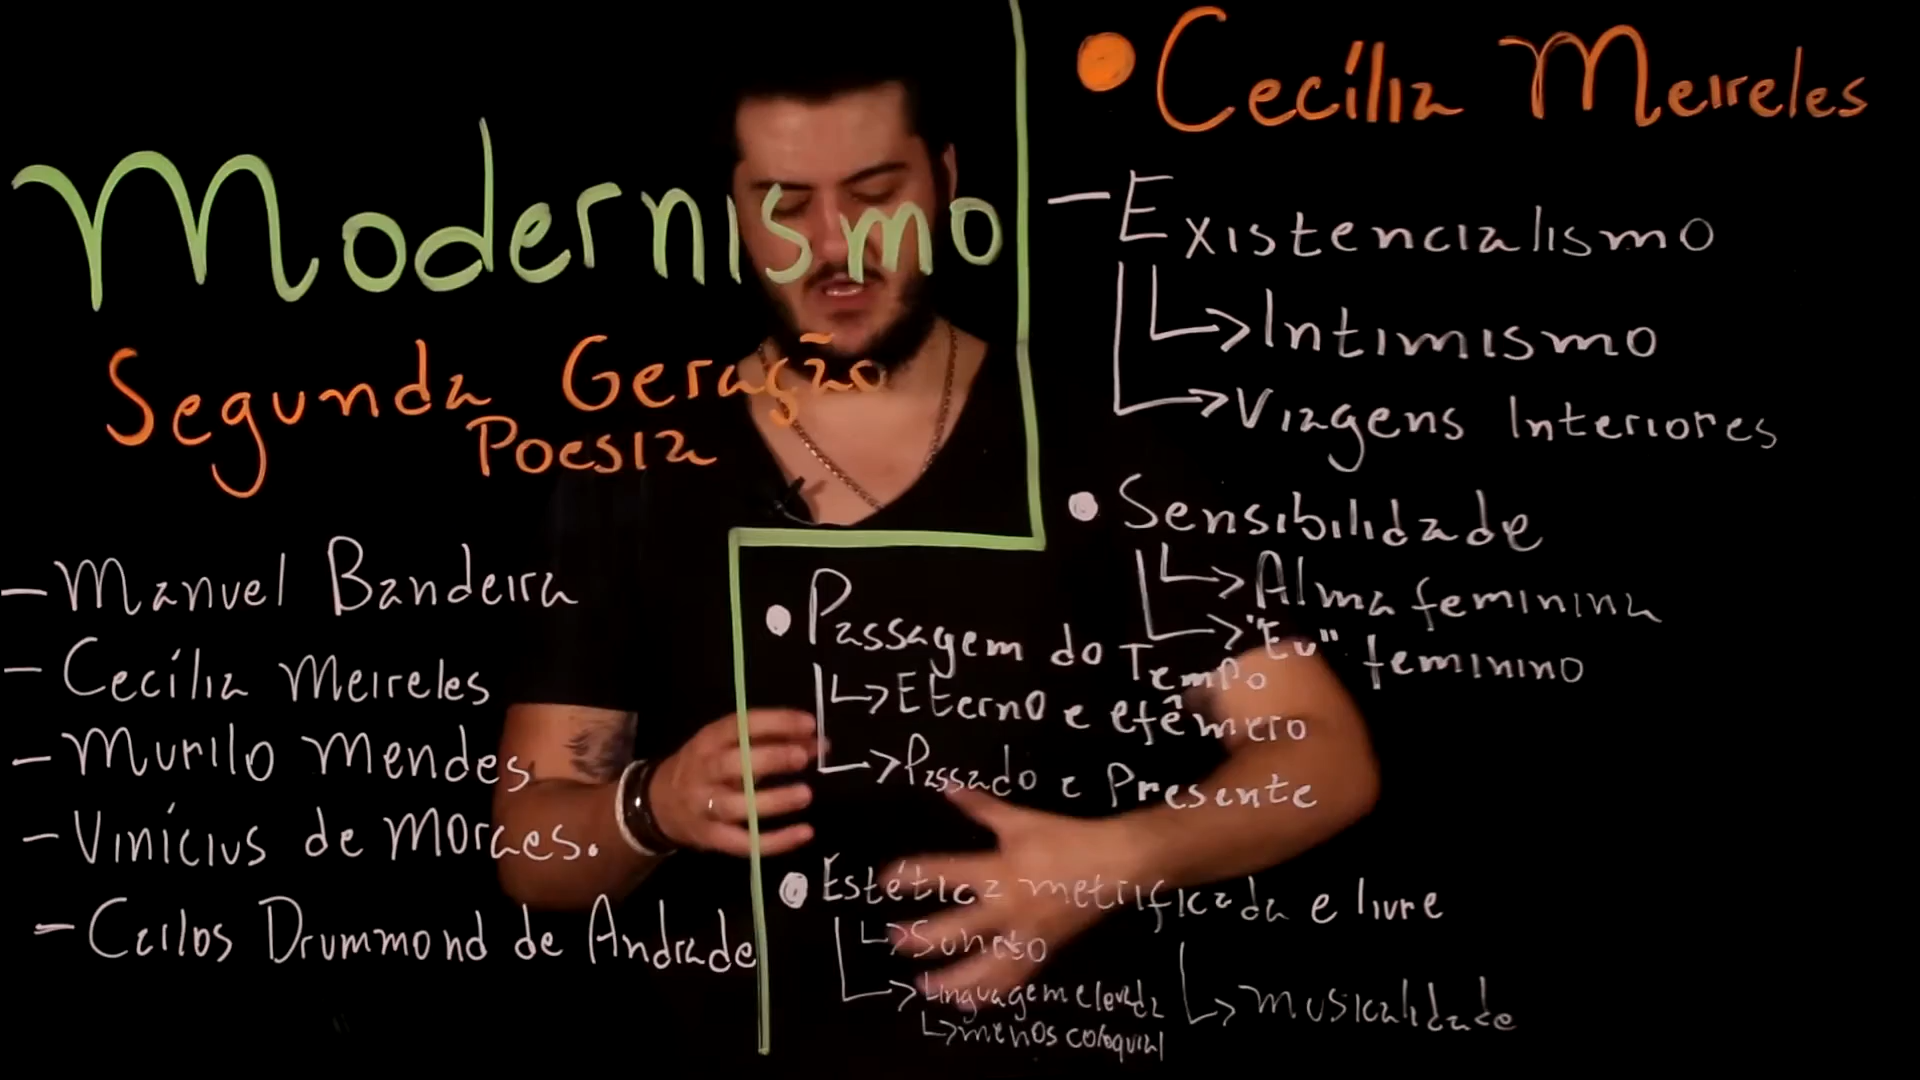 Modernismo
Segunda Geração
Poesia
- Manuel Bandeira
- Cecília Meireles
- Murilo Mendes
- Vinícius de Moraes.
- Carlos Drummond de Andrade
• Cecília Meireles
- Existencialismo
→ Intimismo
→ Viagens Interiores
• Sensibilidade
→ Alma feminina
→ "Eu" feminino
• Passagem do Tempo
→ Eterno e efêmero
→ Passado e Presente
• Estética metrificada e livre
→ Soneto
→ Linguagem elevada
→ menos coloquial
→ musicalidade